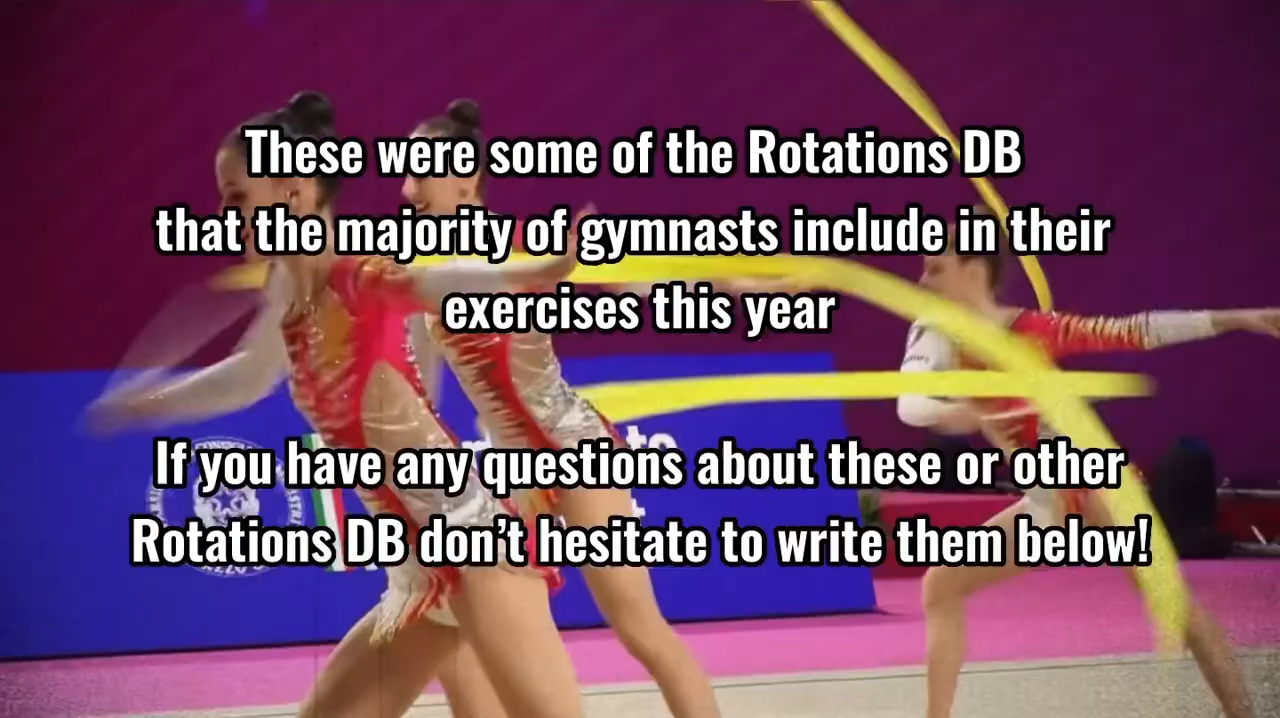 These were some of the Rotations DB
that the majority of gymnasts include in their
exercises this year
If you have any questions about these or other
Rotations DB don’t hesitate to write them below!